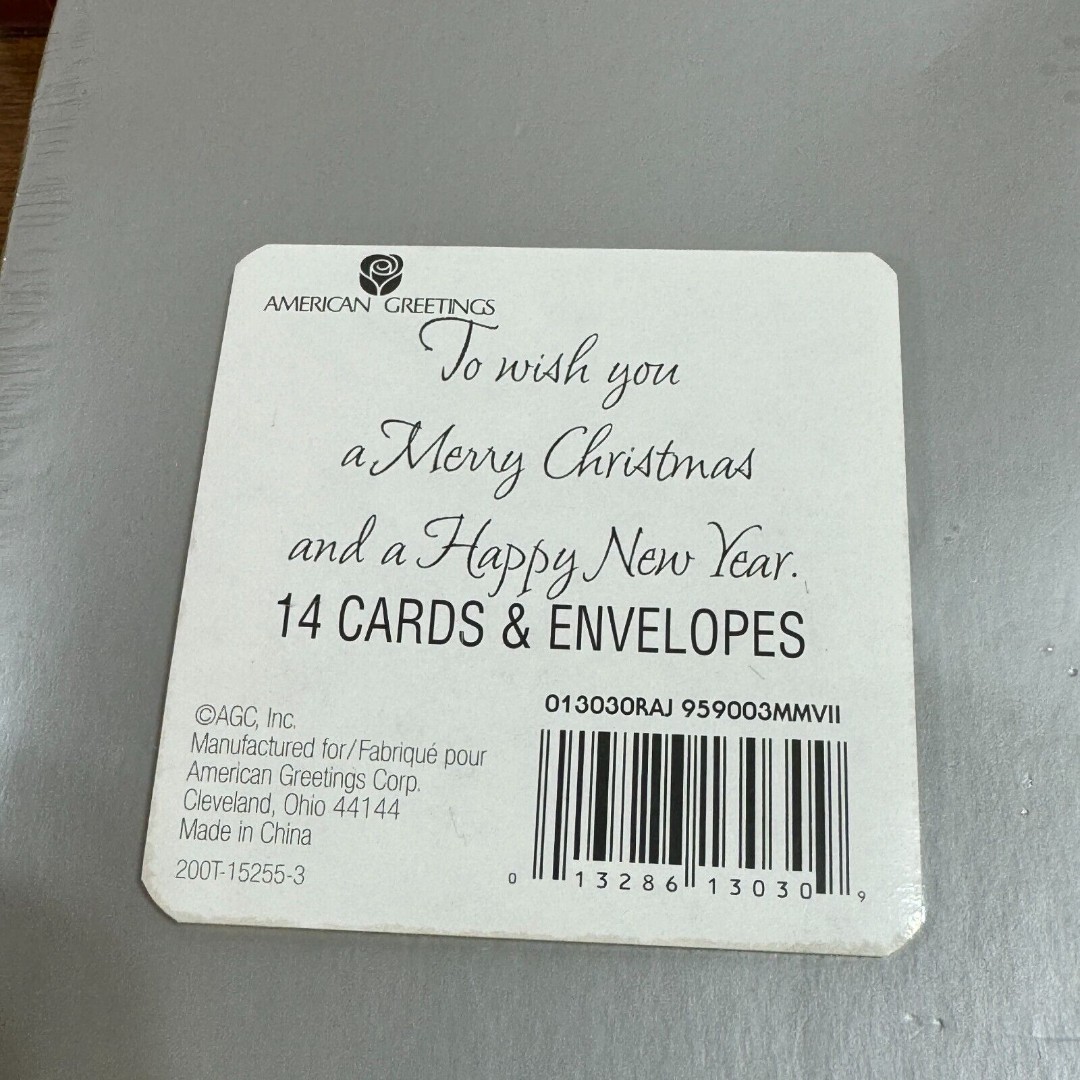 AMERICAN GREETINGS
To wish you
a Merry Christmas
and a Happy New Year.
14 CARDS & ENVELOPES
©AGC, Inc.
Manufactured for/Fabriqué pour
American Greetings Corp.
Cleveland, Ohio 44144
Made in China
200T-15255-3
013030RAJ 959003MMVII
0 13286 13030 9